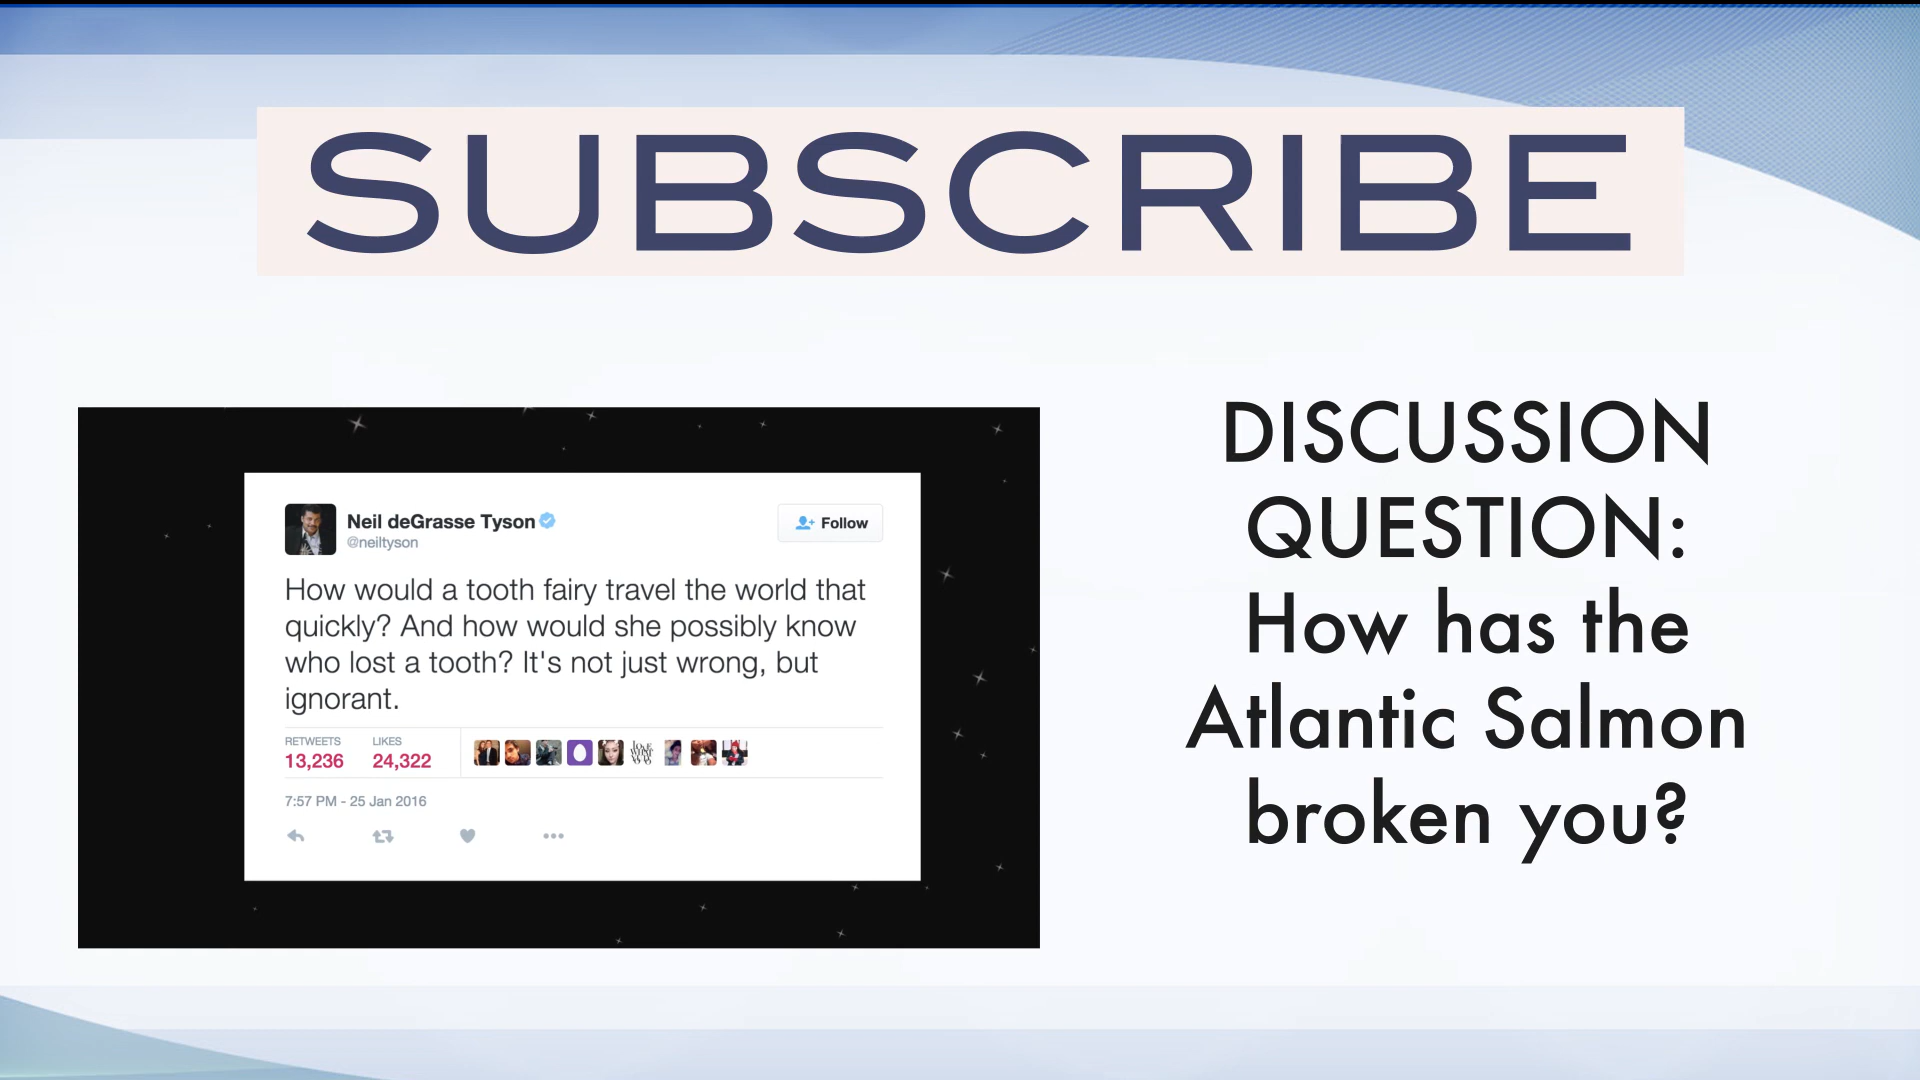 SUBSCRIBE
Neil deGrasse Tyson
@neiltyson
Follow
How would a tooth fairy travel the world that
quickly? And how would she possibly know
who lost a tooth? It's not just wrong, but
ignorant.
RETWEETS LIKES
13,236 24,322
7:57 PM - 25 Jan 2016
DISCUSSION
QUESTION:
How has the
Atlantic Salmon
broken you?